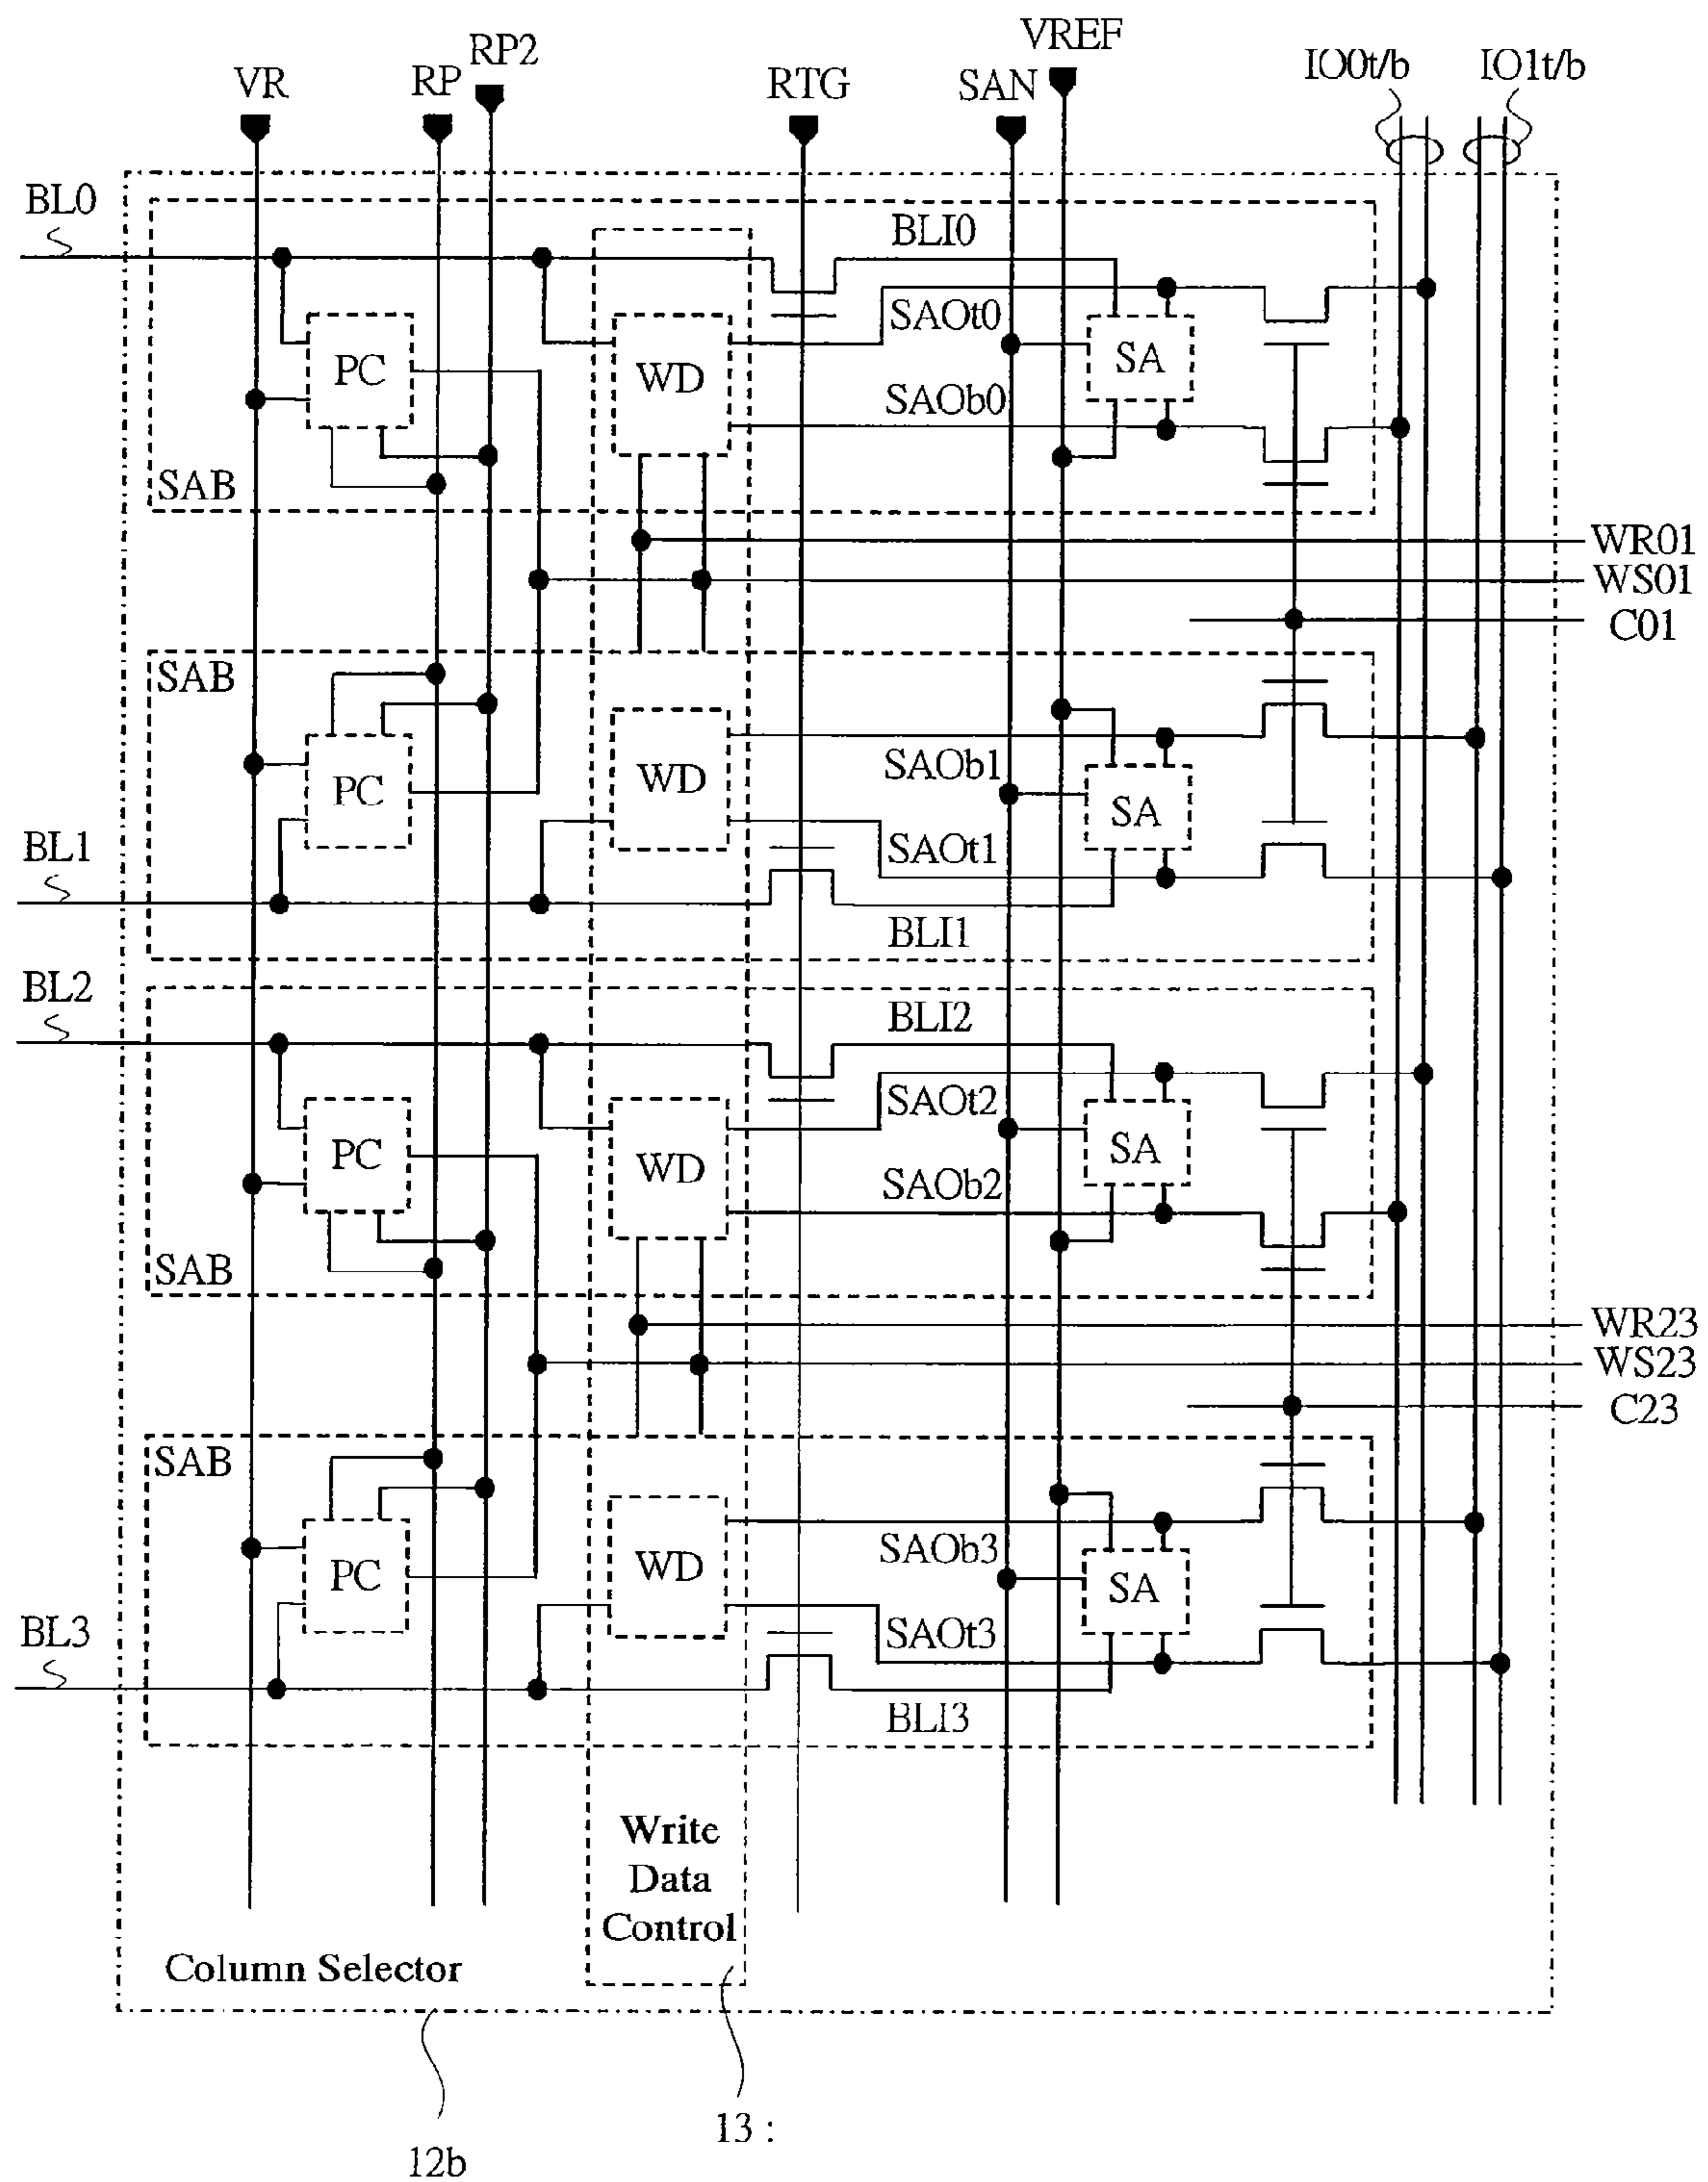 VREF
RP2
IO0t/b
IO1t/b
VR
RP
RTG
SAN
BL0
BLI0
SAOt0
PC
WD
SA
SAOb0
SAB
WR01
WS01
C01
SAB
SAOb1
PC
WD
SA
BL1
SAOt1
BLI1
BL2
BLI2
SAOt2
PC
WD
SA
SAOb2
SAB
WR23
WS23
C23
SAB
SAOb3
PC
WD
SA
BL3
SAOt3
BLI3
Write
Data
Control
Column Selector
13 :
12b